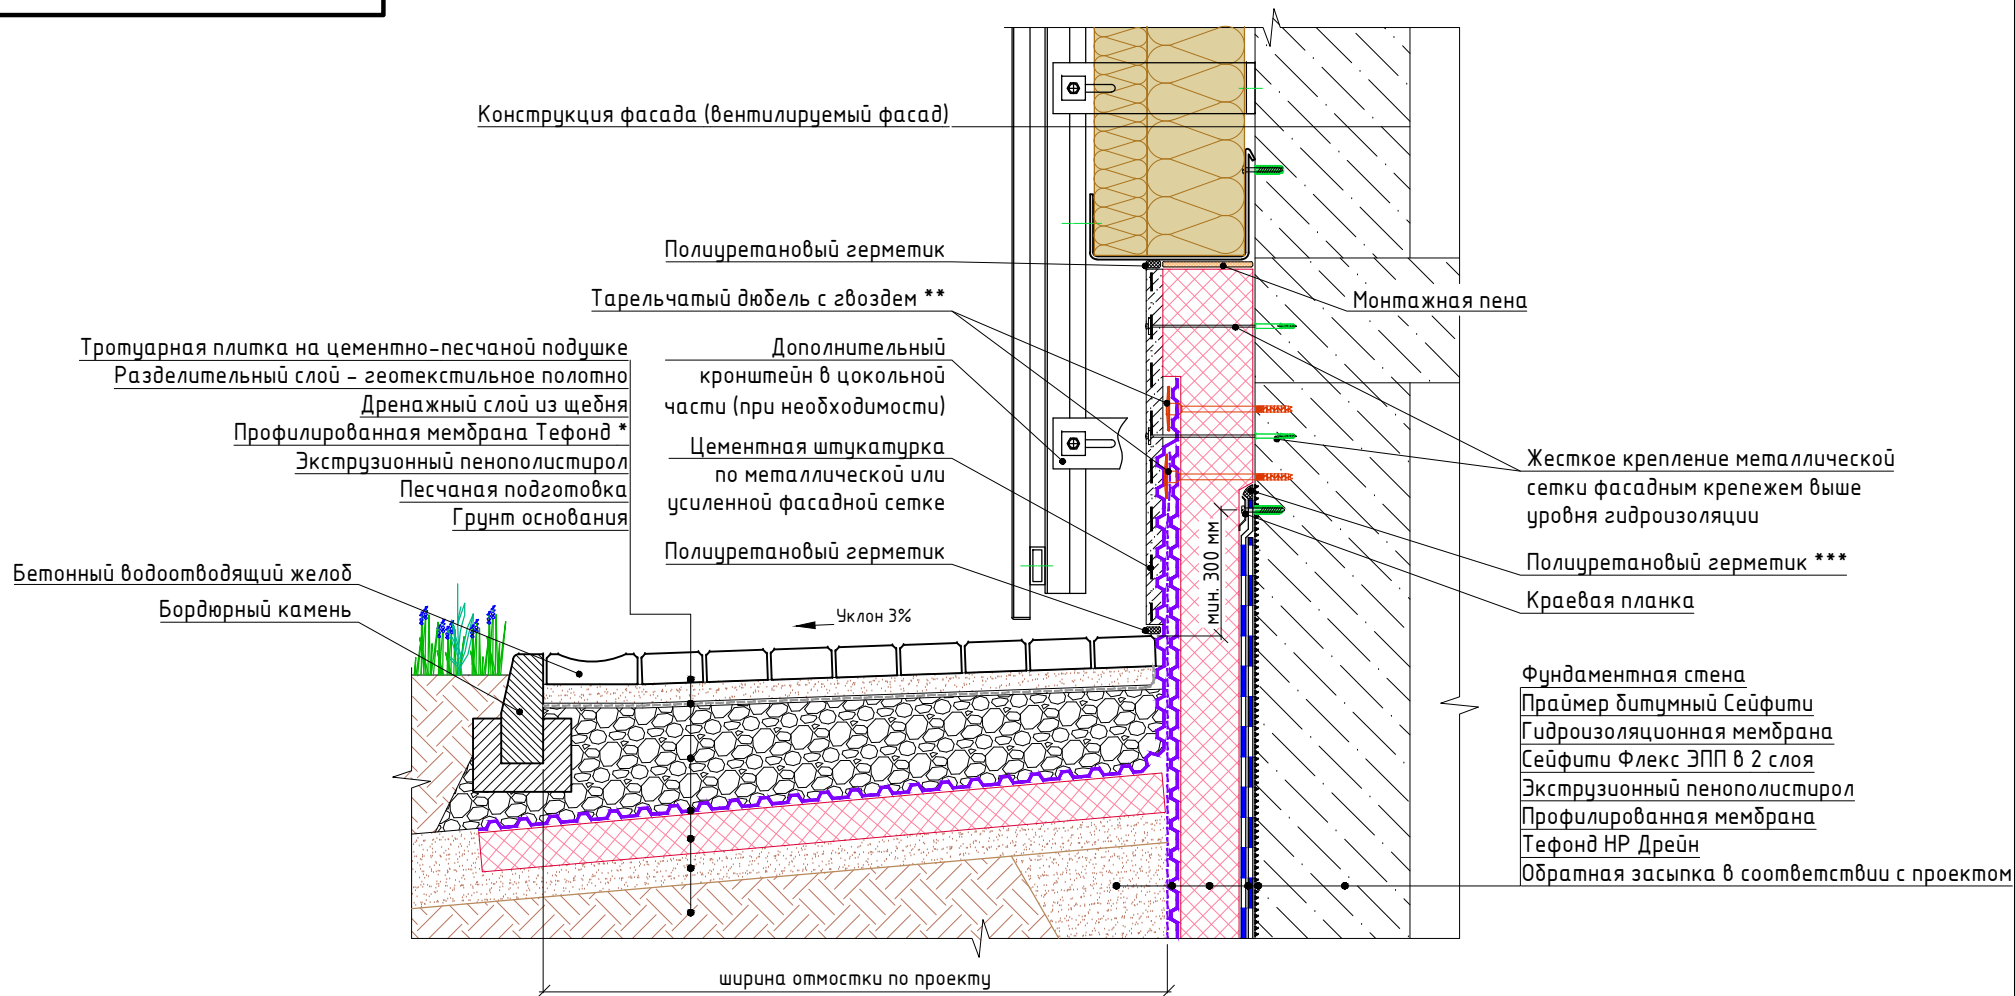 Конструкция фасада (вентилируемый фасад)
Полиуретановый герметик
Тарельчатый дюбель с гвоздем **
Монтажная пена
Тротуарная плитка на цементно-песчаной подушке
Разделительный слой - геотекстильное полотно
Дренажный слой из щебня
Профилированная мембрана Тефонд *
Экструзионный пенополистирол
Песчаная подготовка
Грунт основания
Дополнительный
кронштейн в цокольной
части (при необходимости)
Цементная штукатурка
по металлической или
усиленной фасадной сетке
Полиуретановый герметик
Жесткое крепление металлической
сетки фасадным крепежем выше
уровня гидроизоляции
Полиуретановый герметик ***
Краевая планка
мин. 300 мм
Бетонный водоотводящий желоб
Бордюрный камень
Уклон 3%
Фундаментная стена
Праймер битумный Сейфити
Гидроизоляционная мембрана
Сейфити Флекс ЭПП в 2 слоя
Экструзионный пенополистирол
Профилированная мембрана
Тефонд НР Дрейн
Обратная засыпка в соответствии с проектом
ширина отмостки по проекту